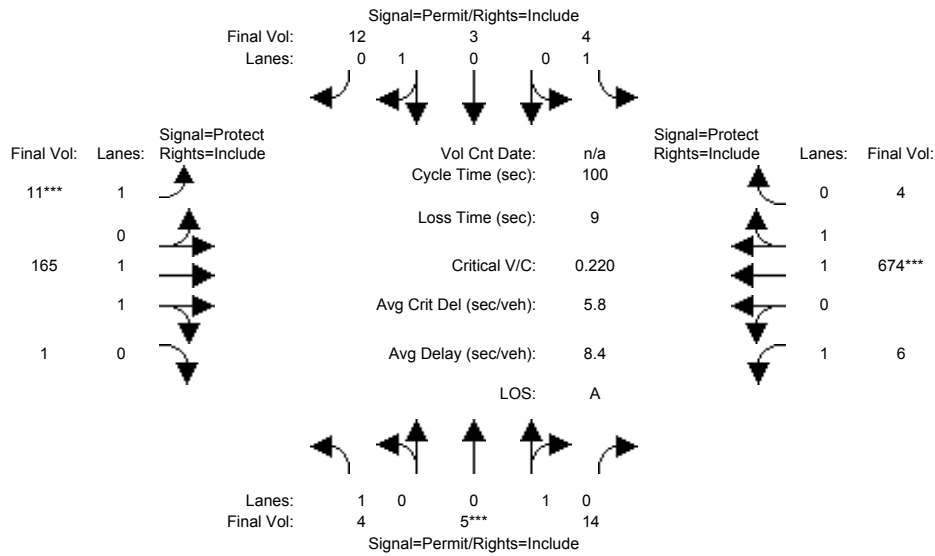 Signal=Permit/Rights=Include
Final Vol: 12 3 4
Lanes: 0 1 0 0 1
Signal=Protect
Final Vol: Lanes: Rights=Include
Vol Cnt Date: n/a
Signal=Protect
Rights=Include Lanes: Final Vol:
Cycle Time (sec): 100
11*** 1
0 4
Loss Time (sec): 9
0
1
165 1
Critical V/C: 0.220
1 674***
1
Avg Crit Del (sec/veh): 5.8
0
1 0
Avg Delay (sec/veh): 8.4
1 6
LOS: A
Lanes: 1 0 0 1 0
Final Vol: 4 5*** 14
Signal=Permit/Rights=Include